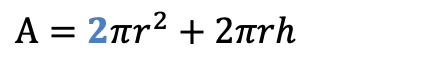 A = 2πr² + 2πrh